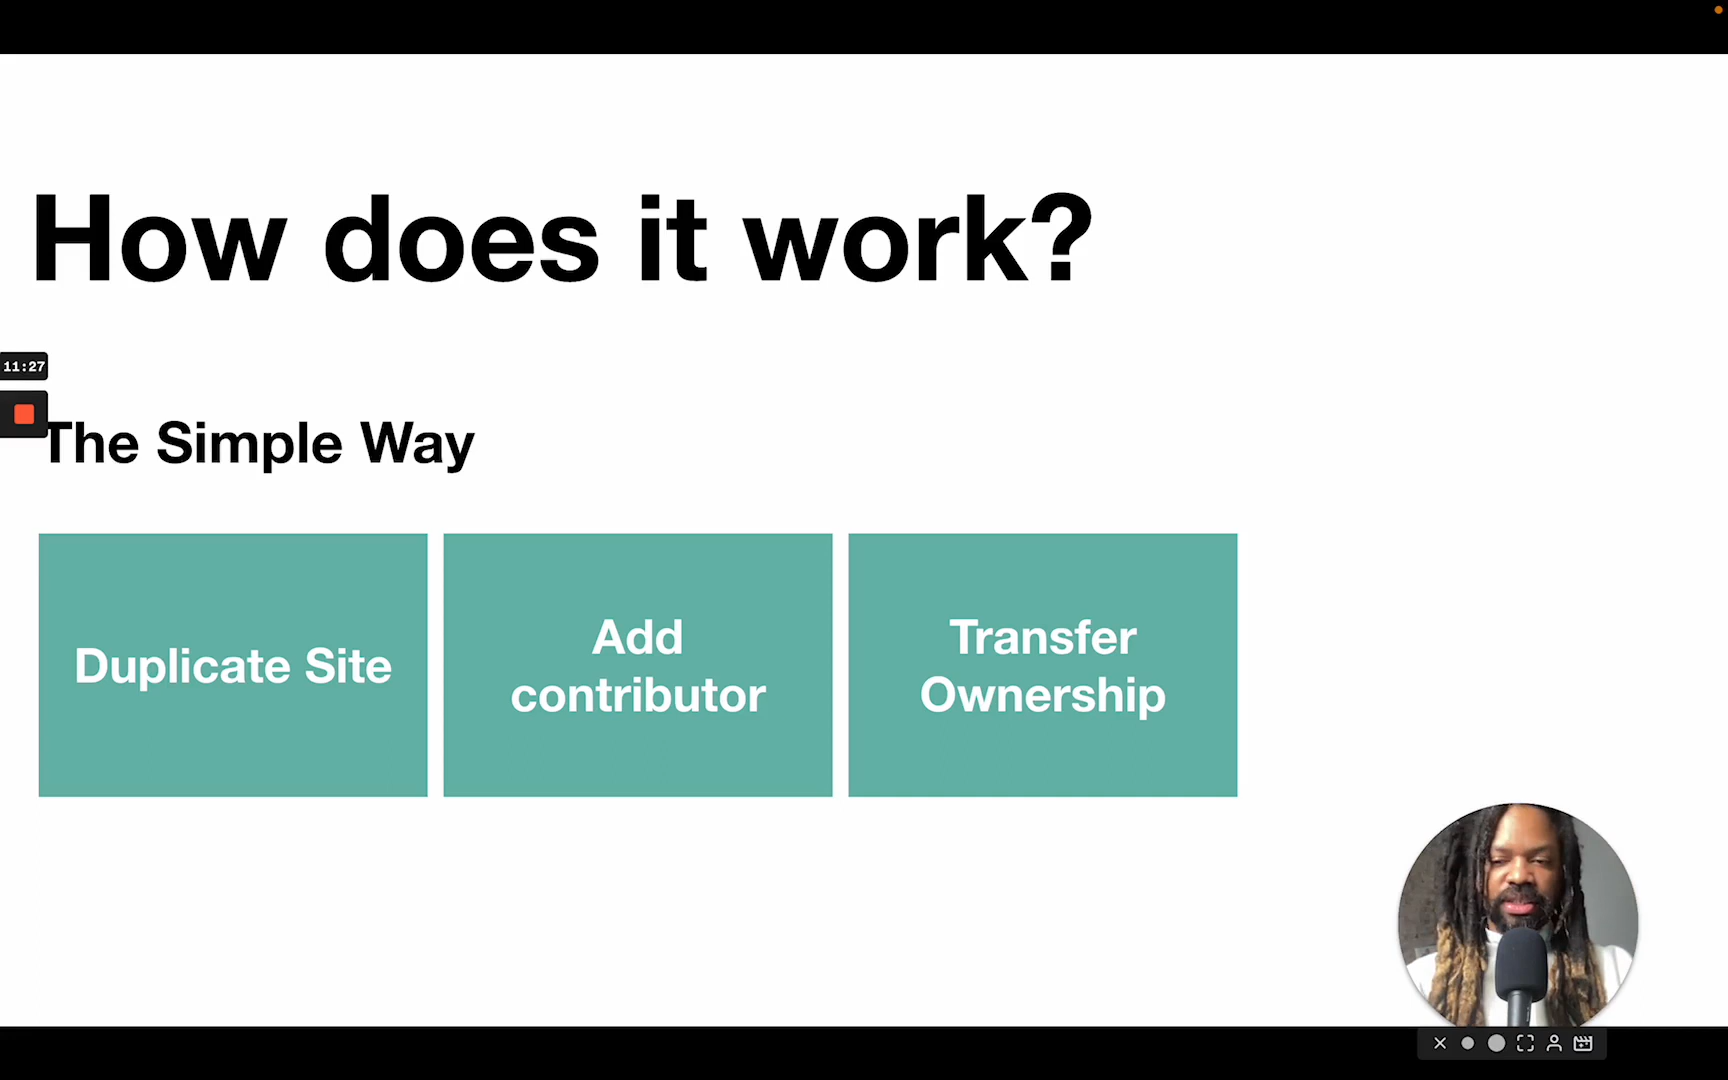 How does it work?
11:27
The Simple Way
Duplicate Site
Add
contributor
Transfer
Ownership